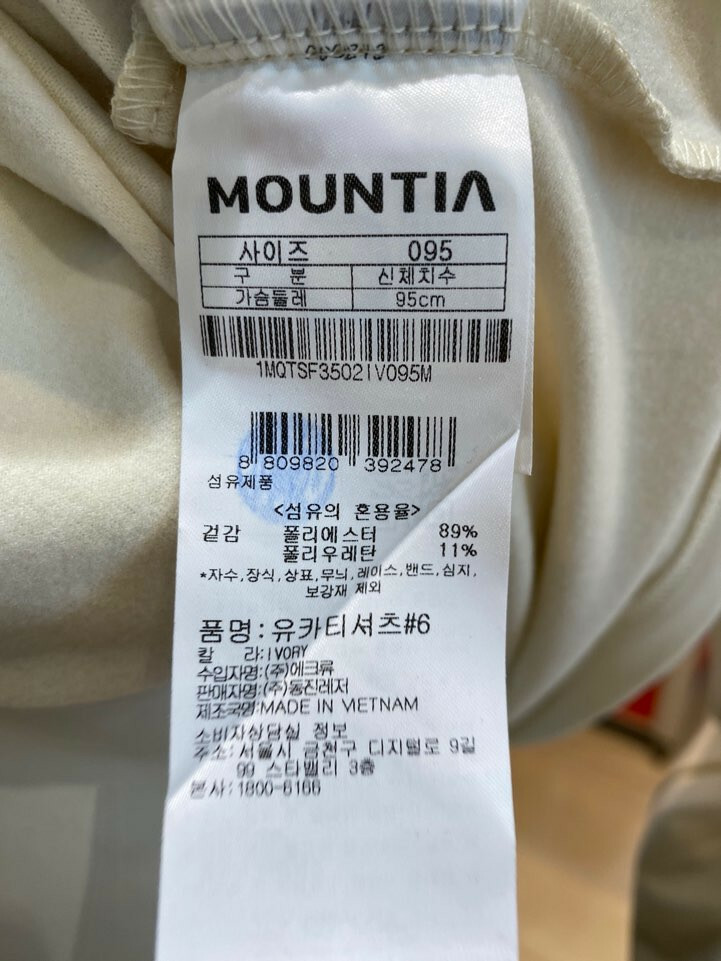 MOUNTIA
사이즈 095
구 분 신체치수
가슴둘레 95cm
1MQTSF3502IV095M
8 809820 392478
섬유제품
<섬유의 혼용율>
겉감 폴리에스터 89%
폴리우레탄 11%
*자수,장식,상표,무늬,레이스,밴드,심지,
보강재 제외
품명:유카티셔츠#6
칼 라:IVORY
수입자명:(주)에크류
판매자명:(주)동진레저
제조국명:MADE IN VIETNAM
소비자상담실 정보
주소:서울시 금천구 디지털로 9길
99 스타밸리 3층
본사:1800-6166